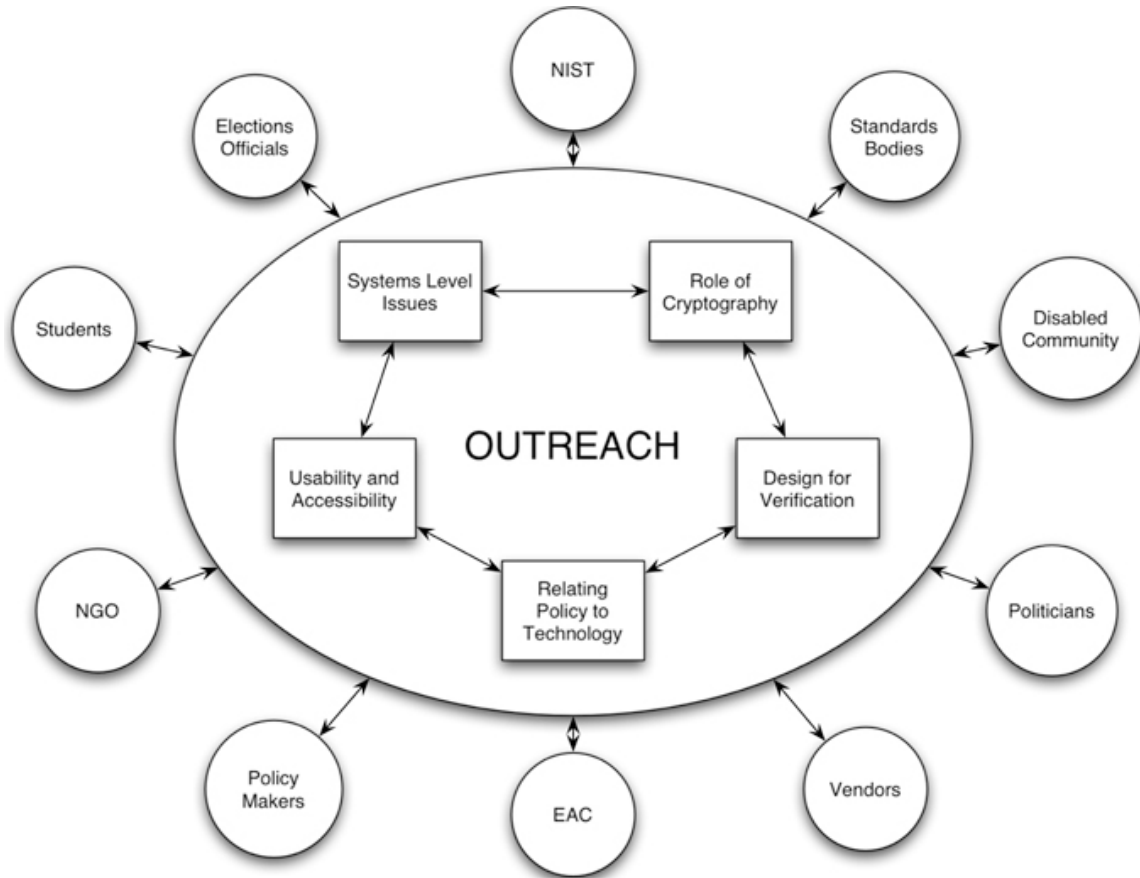 NIST
Elections
Officials
Standards
Bodies
Systems Level
Issues
Role of
Cryptography
Students
Disabled
Community
OUTREACH
Usability and
Accessibility
Design for
Verification
Relating
Policy to
Technology
NGO
Politicians
Policy
Makers
EAC
Vendors